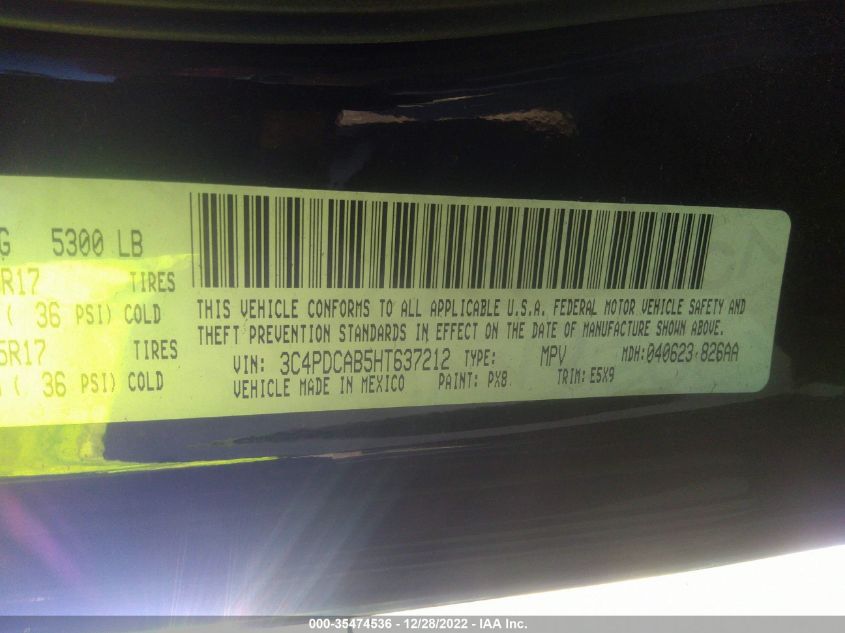 G 5300 LB
R17 TIRES
( 36 PSI) COLD
5R17 TIRES
( 36 PSI) COLD
THIS VEHICLE CONFORMS TO ALL APPLICABLE U.S.A. FEDERAL MOTOR VEHICLE SAFETY AND
THEFT PREVENTION STANDARDS IN EFFECT ON THE DATE OF MANUFACTURE SHOWN ABOVE.
VIN: 3C4PDCAB5HT637212 TYPE: MPV MDH:040623 826AA
VEHICLE MADE IN MEXICO PAINT: PX8 TRIM: E5X9
000-35474536 - 12/28/2022 - IAA Inc.